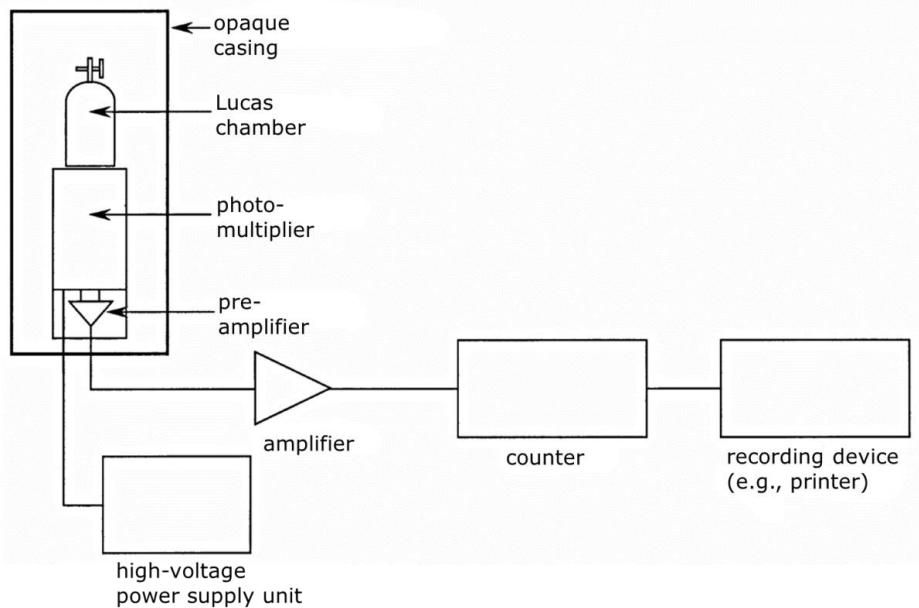 opaque
casing
Lucas
chamber
photo-
multiplier
pre-
amplifier
amplifier
counter
recording device
(e.g., printer)
high-voltage
power supply unit